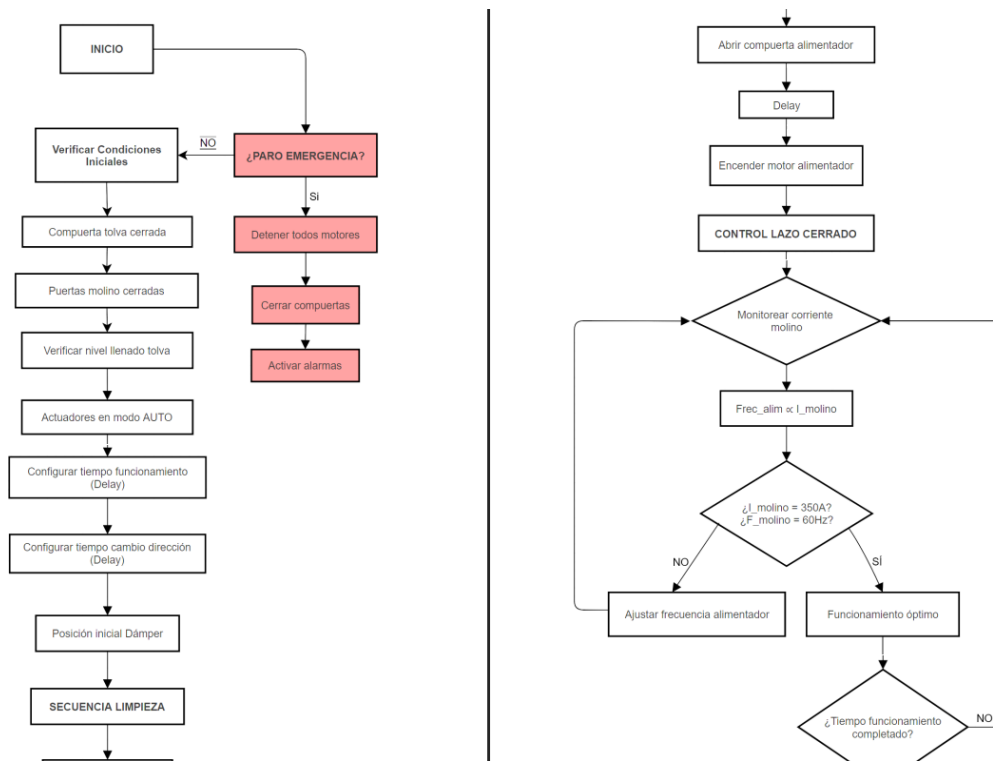 INICIO
¿PARO EMERGENCIA?
NO
Verificar Condiciones
Iniciales
Si
Compuerta tolva cerrada
Detener todos motores
Puertas molino cerradas
Cerrar compuertas
Verificar nivel llenado tolva
Activar alarmas
Actuadores en modo AUTO
Configurar tiempo funcionamiento
(Delay)
Configurar tiempo cambio dirección
(Delay)
Posición inicial Dámper
SECUENCIA LIMPIEZA
Abrir compuerta alimentador
Delay
Encender motor alimentador
CONTROL LAZO CERRADO
Monitorear corriente
molino
Frec_alim ∝ I_molino
¿I_molino = 350A?
¿F_molino = 60Hz?
NO
SÍ
Ajustar frecuencia alimentador
Funcionamiento óptimo
¿Tiempo funcionamiento
completado?
NO